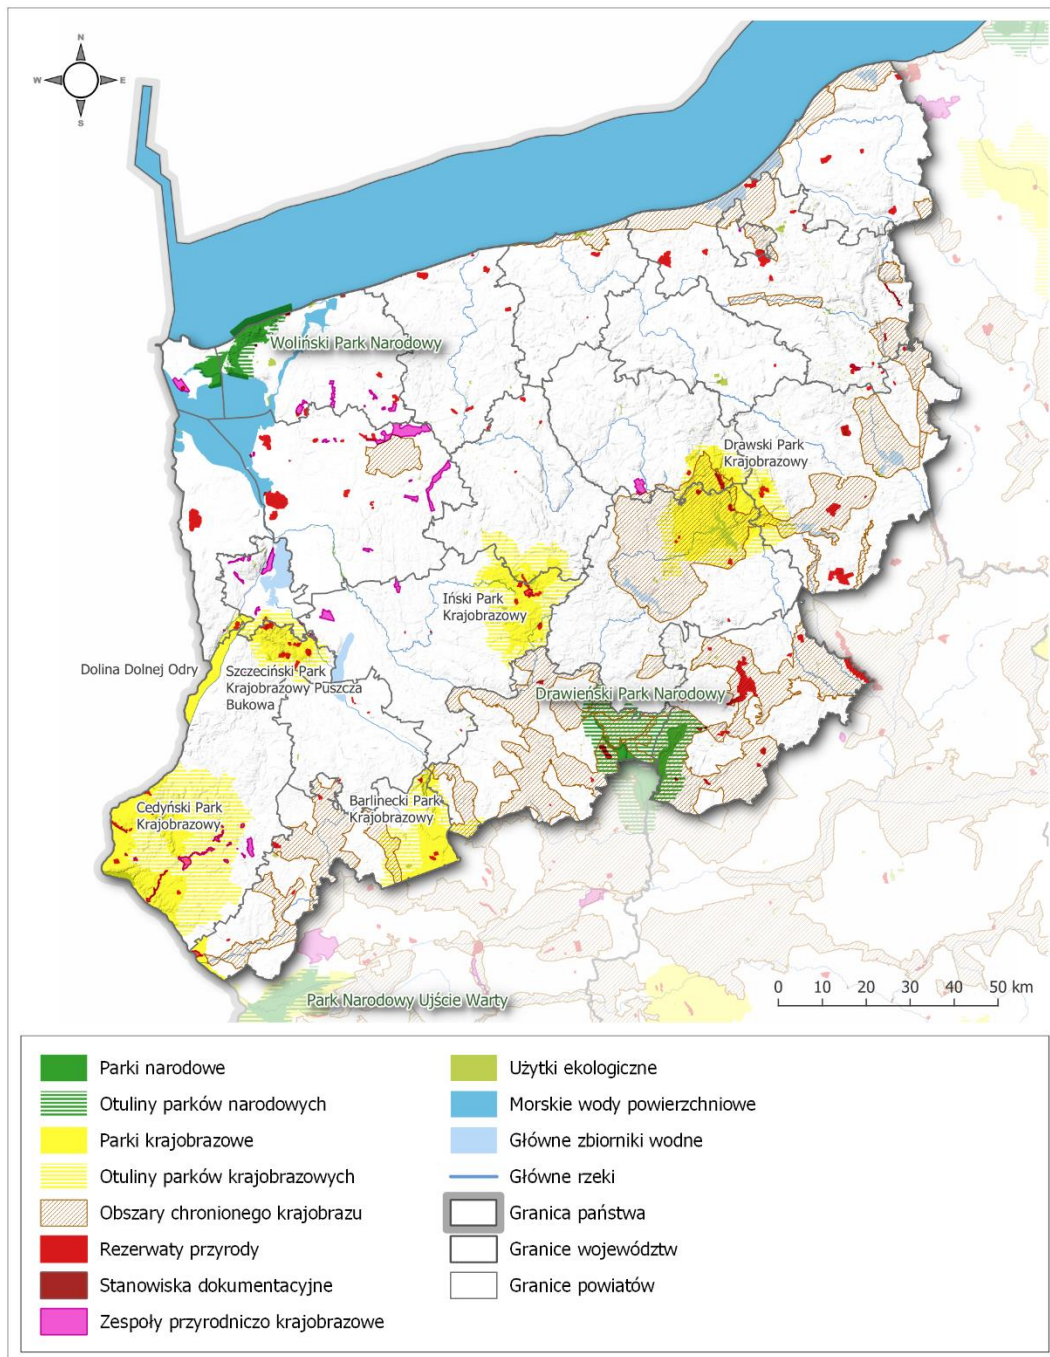 N
W
E
S
Woliński Park Narodowy
Drawski Park
Krajobrazowy
Iński Park
Krajobrazowy
Dolina Dolnej Odry
Szczeciński Park
Krajobrazowy Puszcza
Bukowa
Drawieński Park Narodowy
Cedyński Park
Krajobrazowy
Barlinecki Park
Krajobrazowy
Park Narodowy Ujście Warty
0 10 20 30 40 50 km
Parki narodowe
Otuliny parków narodowych
Parki krajobrazowe
Otuliny parków krajobrazowych
Obszary chronionego krajobrazu
Rezerwaty przyrody
Stanowiska dokumentacyjne
Zespoły przyrodniczo krajobrazowe
Użytki ekologiczne
Morskie wody powierzchniowe
Główne zbiorniki wodne
Główne rzeki
Granica państwa
Granice województw
Granice powiatów